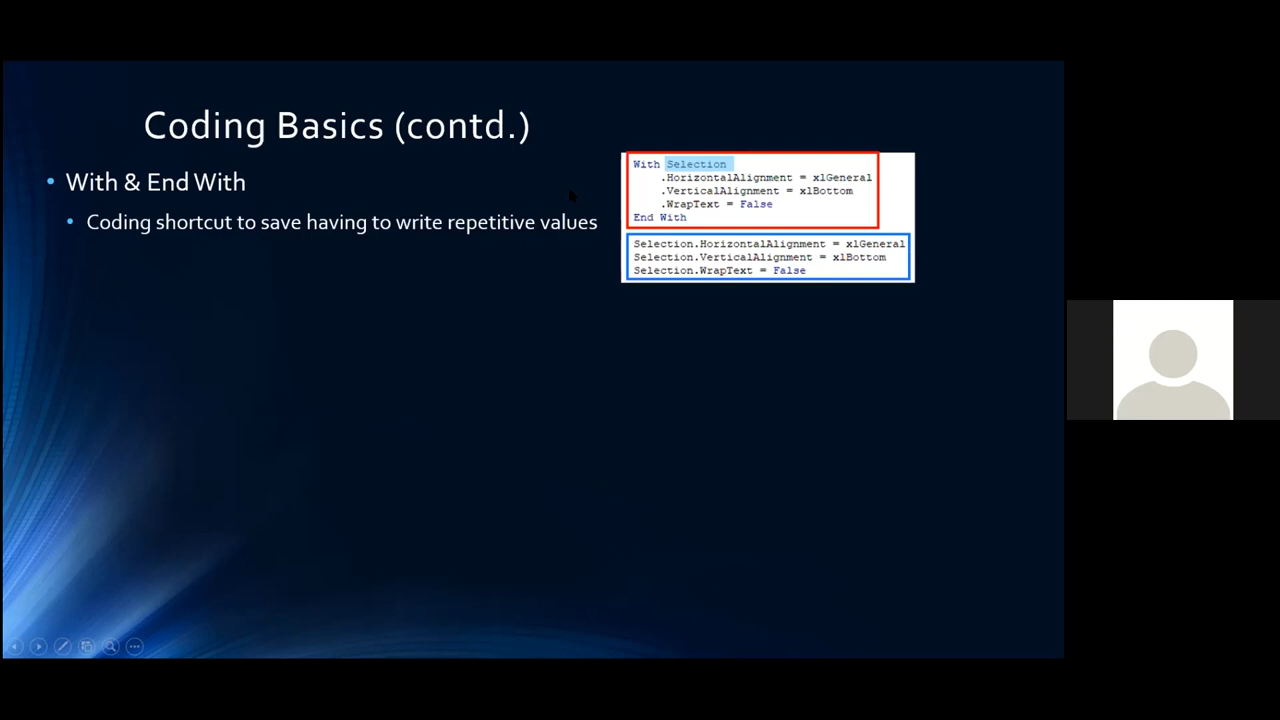 Coding Basics (contd.)
• With & End With
• Coding shortcut to save having to write repetitive values
With Selection
.HorizontalAlignment = xlGeneral
.VerticalAlignment = xlBottom
.WrapText = False
End With
Selection.HorizontalAlignment = xlGeneral
Selection.VerticalAlignment = xlBottom
Selection.WrapText = False